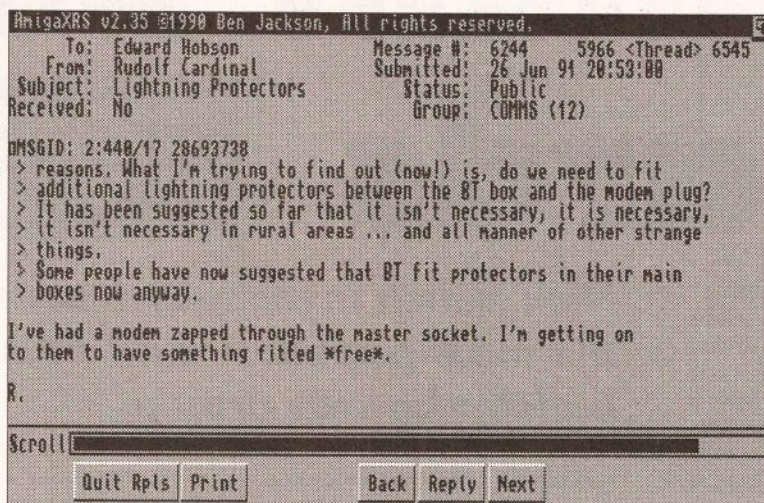 AmigaXRS v2.35 ©1990 Ben Jackson, All rights reserved.
To: Edward Hobson Message #: 6244 5966 <Thread> 6545
From: Rudolf Cardinal Submitted: 26 Jun 91 20:53:00
Subject: Lightning Protectors Status: Public
Received: No Group: COMMS (12)
MSGID: 2:440/17 28693738
> reasons. What I'm trying to find out (now!) is, do we need to fit
> additional lightning protectors between the BT box and the modem plug?
> It has been suggested so far that it isn't necessary, it is necessary,
> it isn't necessary in rural areas ... and all manner of other strange
> things.
> Some people have now suggested that BT fit protectors in their main
> boxes now anyway.
I've had a modem zapped through the master socket. I'm getting on
to them to have something fitted *free*.
R.
Scroll
Quit Rpls Print Back Reply Next